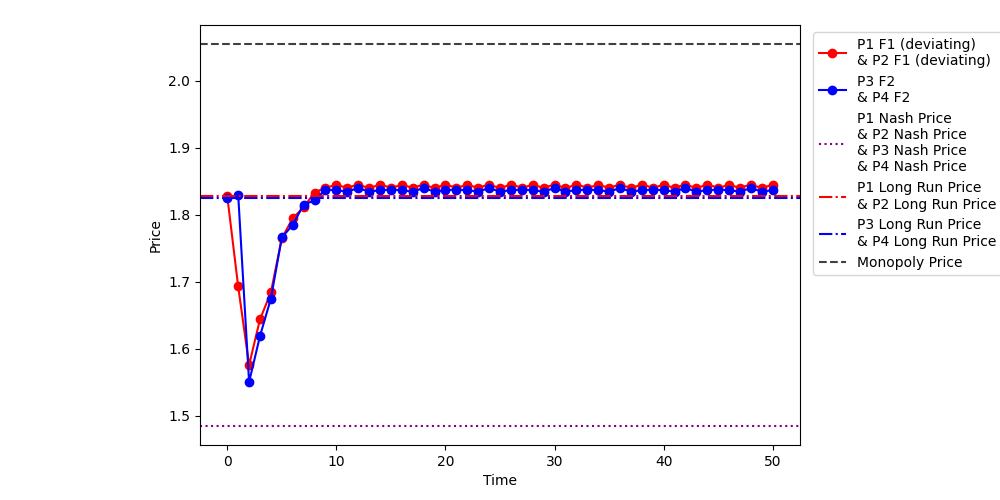 2.0
1.9
1.8
1.7
1.6
1.5
Price
0 10 20 30 40 50
Time
P1 F1 (deviating)
& P2 F1 (deviating)
P3 F2
& P4 F2
P1 Nash Price
& P2 Nash Price
& P3 Nash Price
& P4 Nash Price
P1 Long Run Price
& P2 Long Run Price
P3 Long Run Price
& P4 Long Run Price
Monopoly Price